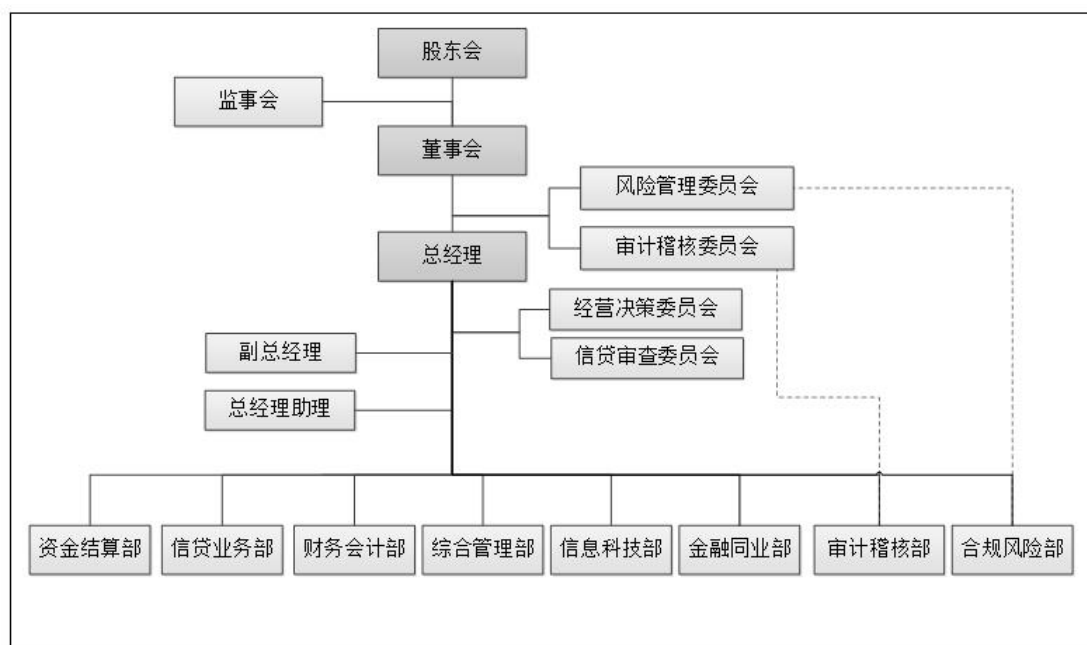 股东会
监事会
董事会
风险管理委员会
审计稽核委员会
总经理
经营决策委员会
副总经理
信贷审查委员会
总经理助理
资金结算部
信贷业务部
财务会计部
综合管理部
信息科技部
金融同业部
审计稽核部
合规风险部